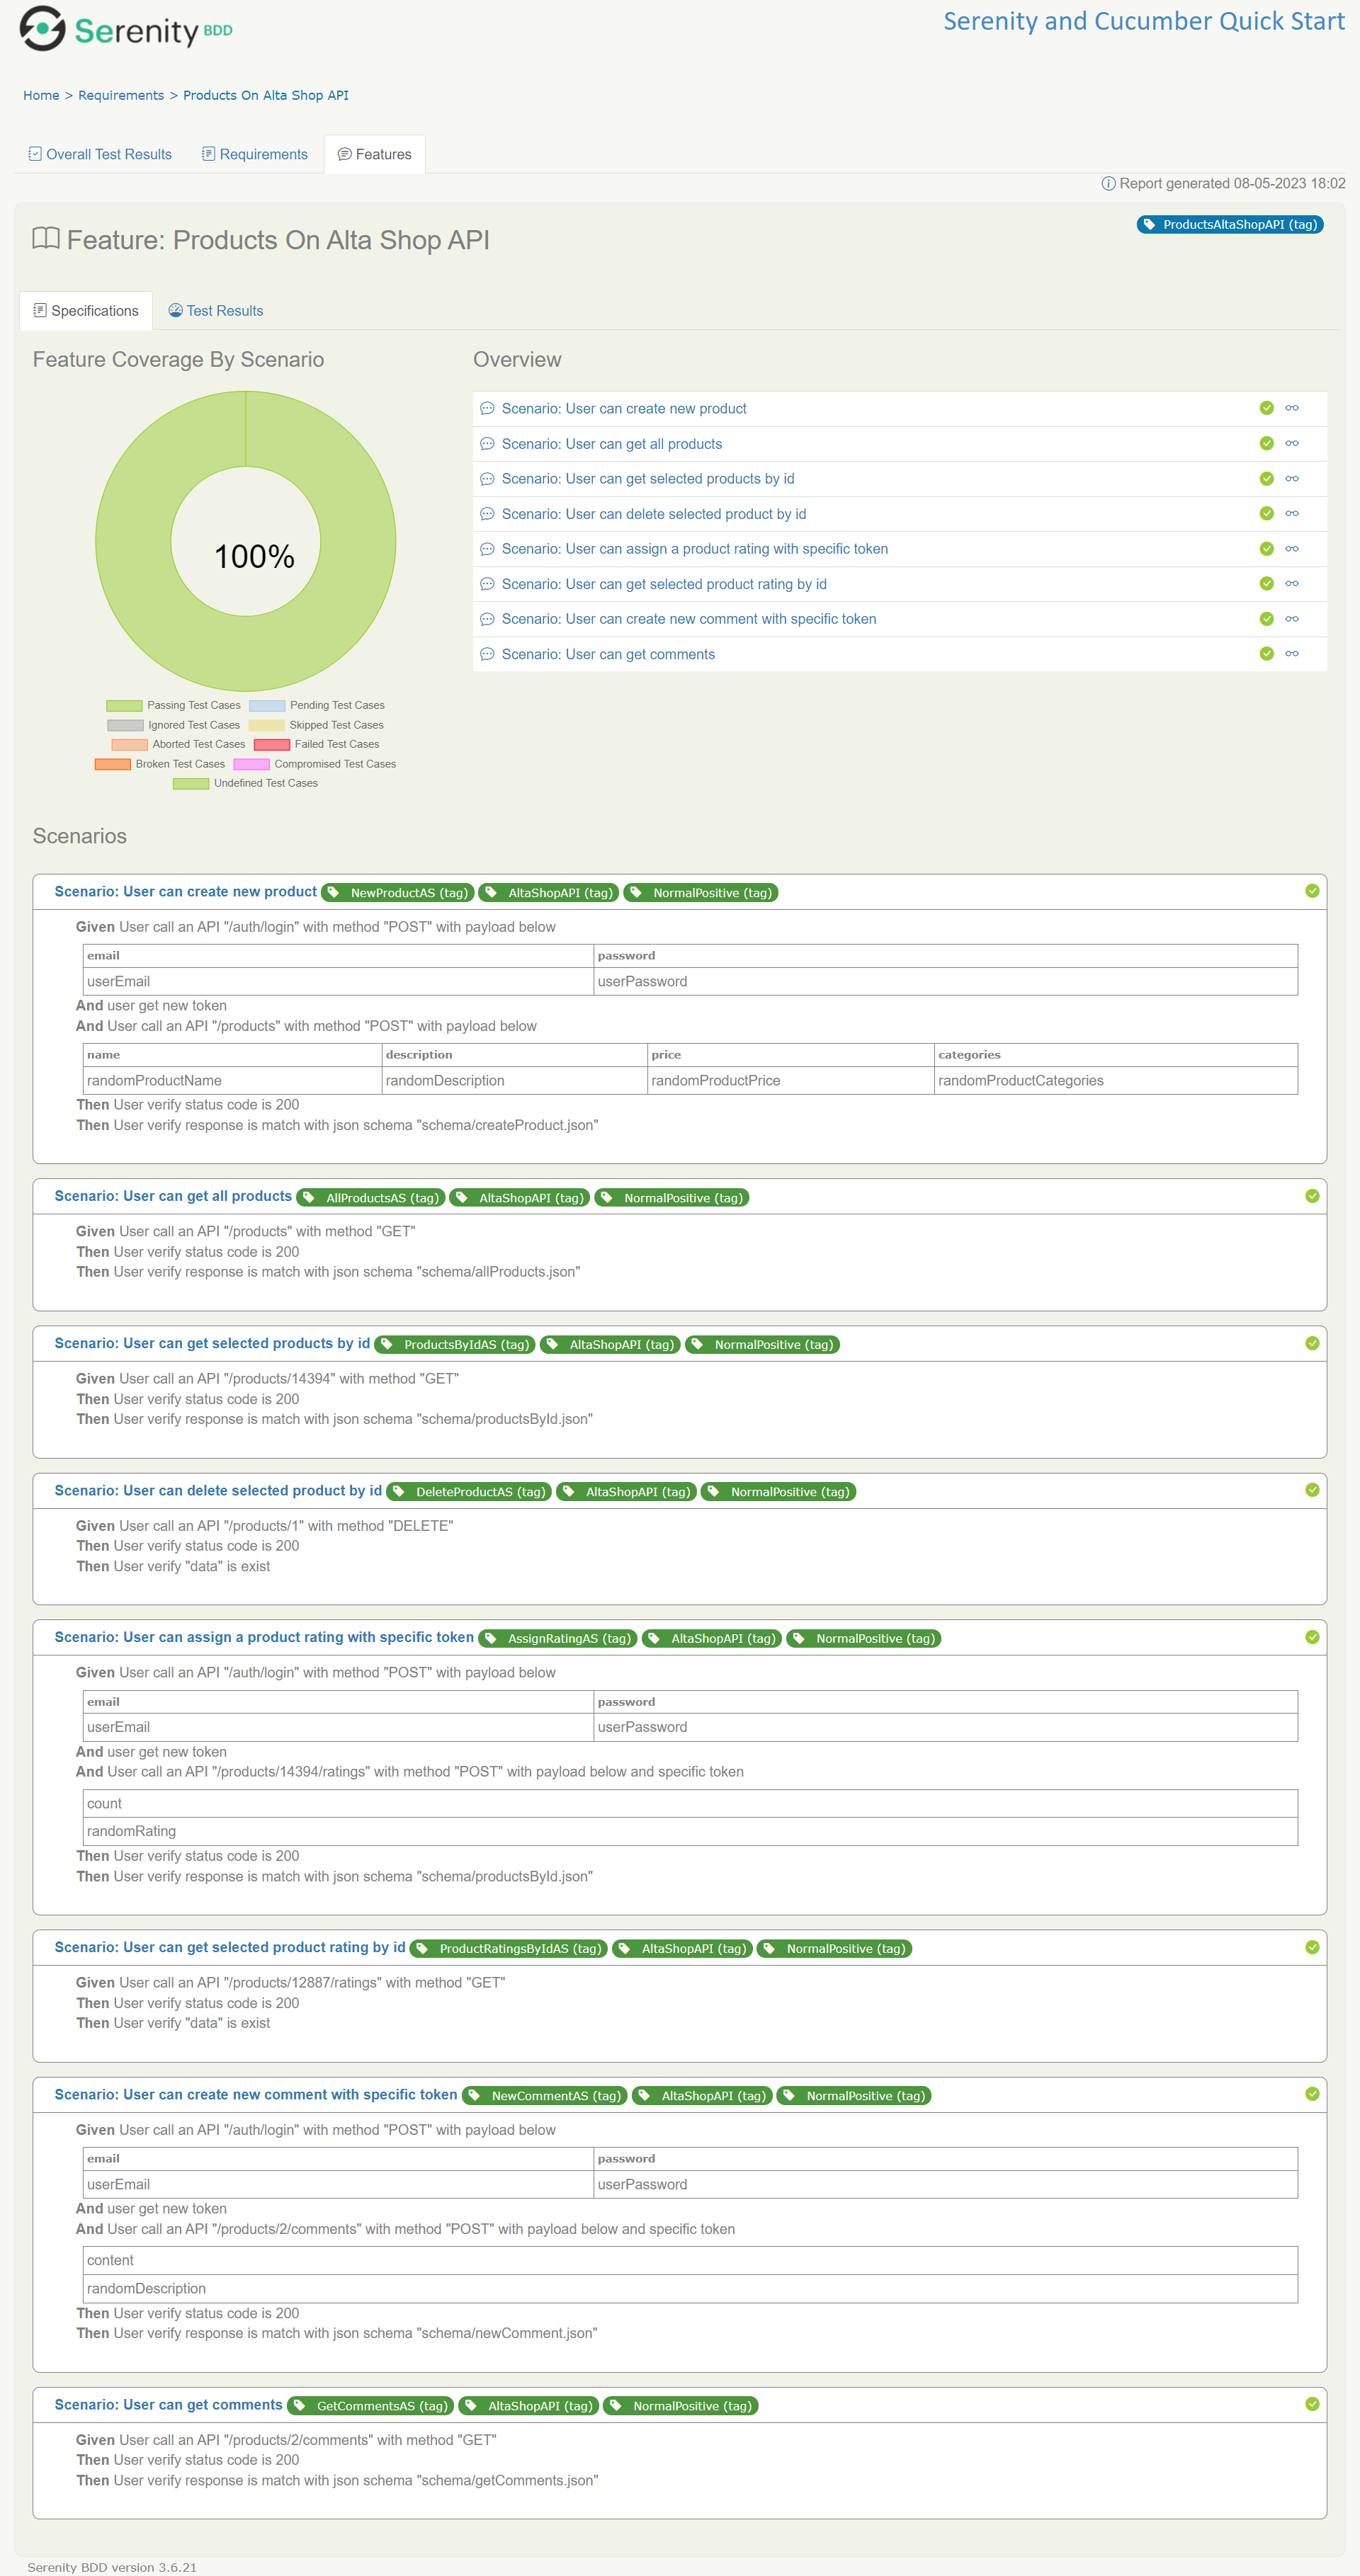 Serenity BDD
Serenity and Cucumber Quick Start
Home > Requirements > Products On Alta Shop API
Overall Test Results Requirements Features
Report generated 08-05-2023 18:02
Feature: Products On Alta Shop API
ProductsAltaShopAPI (tag)
Specifications Test Results
Feature Coverage By Scenario
100%
Passing Test Cases Pending Test Cases
Ignored Test Cases Skipped Test Cases
Aborted Test Cases Failed Test Cases
Broken Test Cases Compromised Test Cases
Undefined Test Cases
Overview
Scenario: User can create new product
Scenario: User can get all products
Scenario: User can get selected products by id
Scenario: User can delete selected product by id
Scenario: User can assign a product rating with specific token
Scenario: User can get selected product rating by id
Scenario: User can create new comment with specific token
Scenario: User can get comments
Scenarios
Scenario: User can create new product NewProductAS (tag) AltaShopAPI (tag) NormalPositive (tag)
Given User call an API "/auth/login" with method "POST" with payload below
email password
userEmail userPassword
And user get new token
And User call an API "/products" with method "POST" with payload below
name description price categories
randomProductName randomDescription randomProductPrice randomProductCategories
Then User verify status code is 200
Then User verify response is match with json schema "schema/createProduct.json"
Scenario: User can get all products AllProductsAS (tag) AltaShopAPI (tag) NormalPositive (tag)
Given User call an API "/products" with method "GET"
Then User verify status code is 200
Then User verify response is match with json schema "schema/allProducts.json"
Scenario: User can get selected products by id ProductsByIdAS (tag) AltaShopAPI (tag) NormalPositive (tag)
Given User call an API "/products/14394" with method "GET"
Then User verify status code is 200
Then User verify response is match with json schema "schema/productsById.json"
Scenario: User can delete selected product by id DeleteProductAS (tag) AltaShopAPI (tag) NormalPositive (tag)
Given User call an API "/products/1" with method "DELETE"
Then User verify status code is 200
Then User verify "data" is exist
Scenario: User can assign a product rating with specific token AssignRatingAS (tag) AltaShopAPI (tag) NormalPositive (tag)
Given User call an API "/auth/login" with method "POST" with payload below
email password
userEmail userPassword
And user get new token
And User call an API "/products/14394/ratings" with method "POST" with payload below and specific token
count
randomRating
Then User verify status code is 200
Then User verify response is match with json schema "schema/productsById.json"
Scenario: User can get selected product rating by id ProductRatingsByIdAS (tag) AltaShopAPI (tag) NormalPositive (tag)
Given User call an API "/products/12887/ratings" with method "GET"
Then User verify status code is 200
Then User verify "data" is exist
Scenario: User can create new comment with specific token NewCommentAS (tag) AltaShopAPI (tag) NormalPositive (tag)
Given User call an API "/auth/login" with method "POST" with payload below
email password
userEmail userPassword
And user get new token
And User call an API "/products/2/comments" with method "POST" with payload below and specific token
content
randomDescription
Then User verify status code is 200
Then User verify response is match with json schema "schema/newComment.json"
Scenario: User can get comments GetCommentsAS (tag) AltaShopAPI (tag) NormalPositive (tag)
Given User call an API "/products/2/comments" with method "GET"
Then User verify status code is 200
Then User verify response is match with json schema "schema/getComments.json"
Serenity BDD version 3.6.21